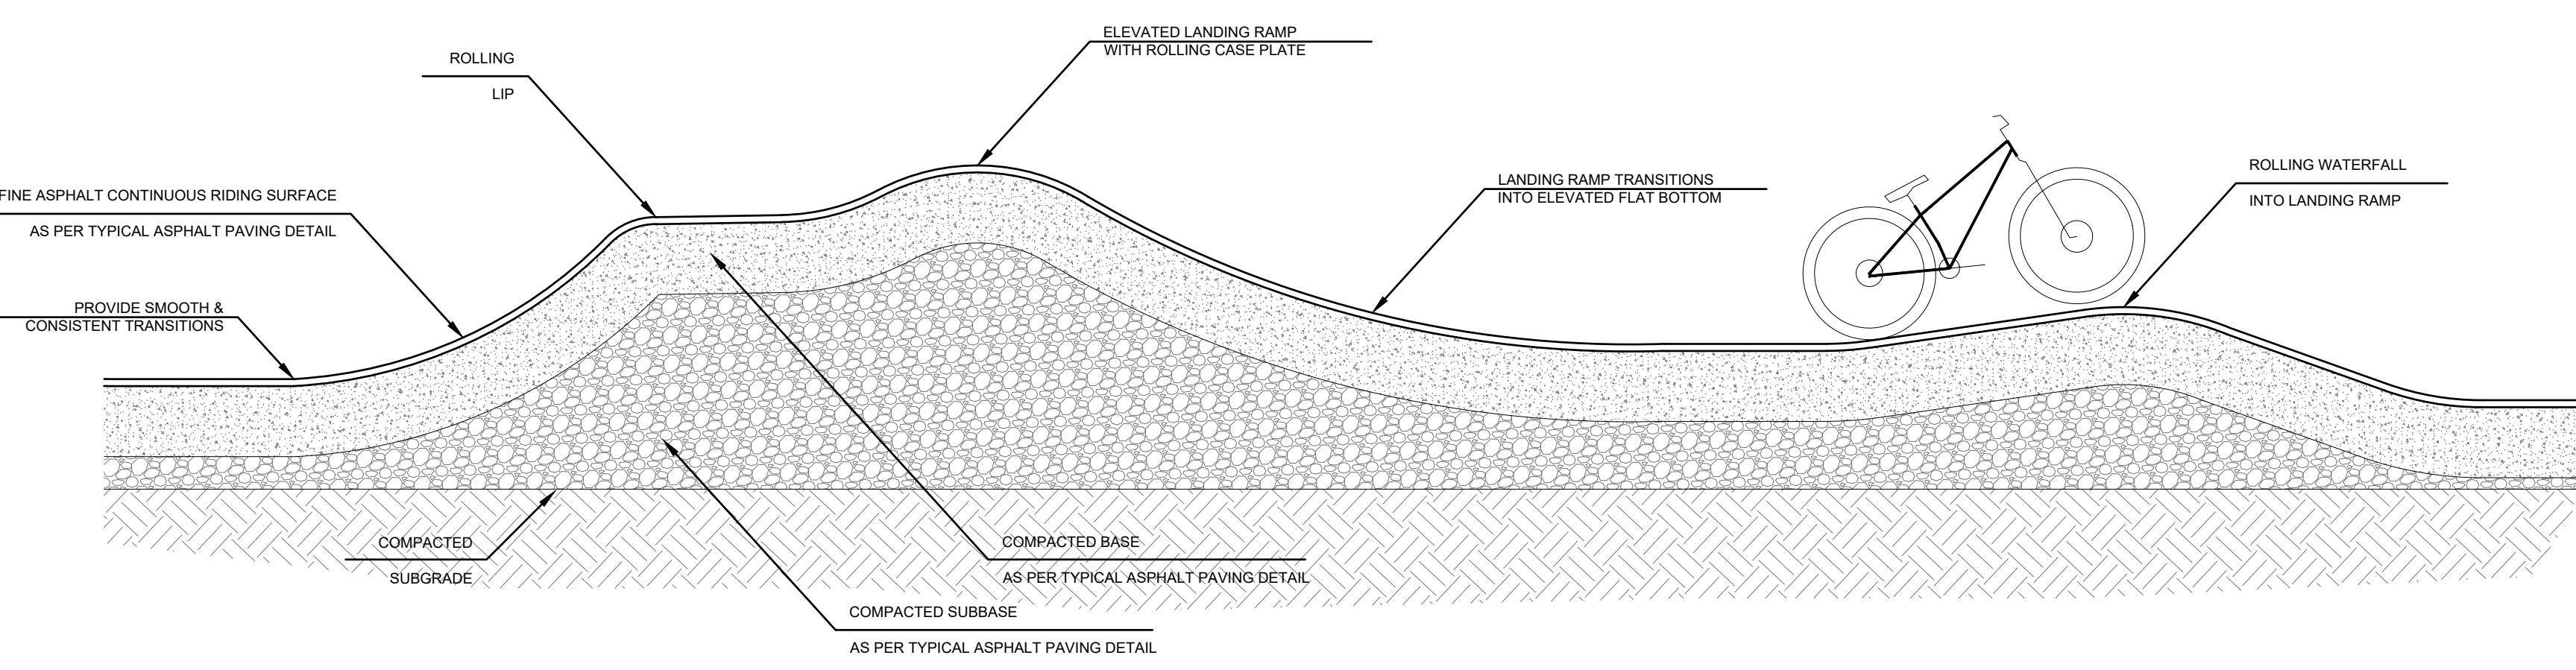 ELEVATED LANDING RAMP
WITH ROLLING CASE PLATE
ROLLING
LIP
LANDING RAMP TRANSITIONS
INTO ELEVATED FLAT BOTTOM
ROLLING WATERFALL
INTO LANDING RAMP
FINE ASPHALT CONTINUOUS RIDING SURFACE
AS PER TYPICAL ASPHALT PAVING DETAIL
PROVIDE SMOOTH &
CONSISTENT TRANSITIONS
COMPACTED
SUBGRADE
COMPACTED BASE
AS PER TYPICAL ASPHALT PAVING DETAIL
COMPACTED SUBBASE
AS PER TYPICAL ASPHALT PAVING DETAIL